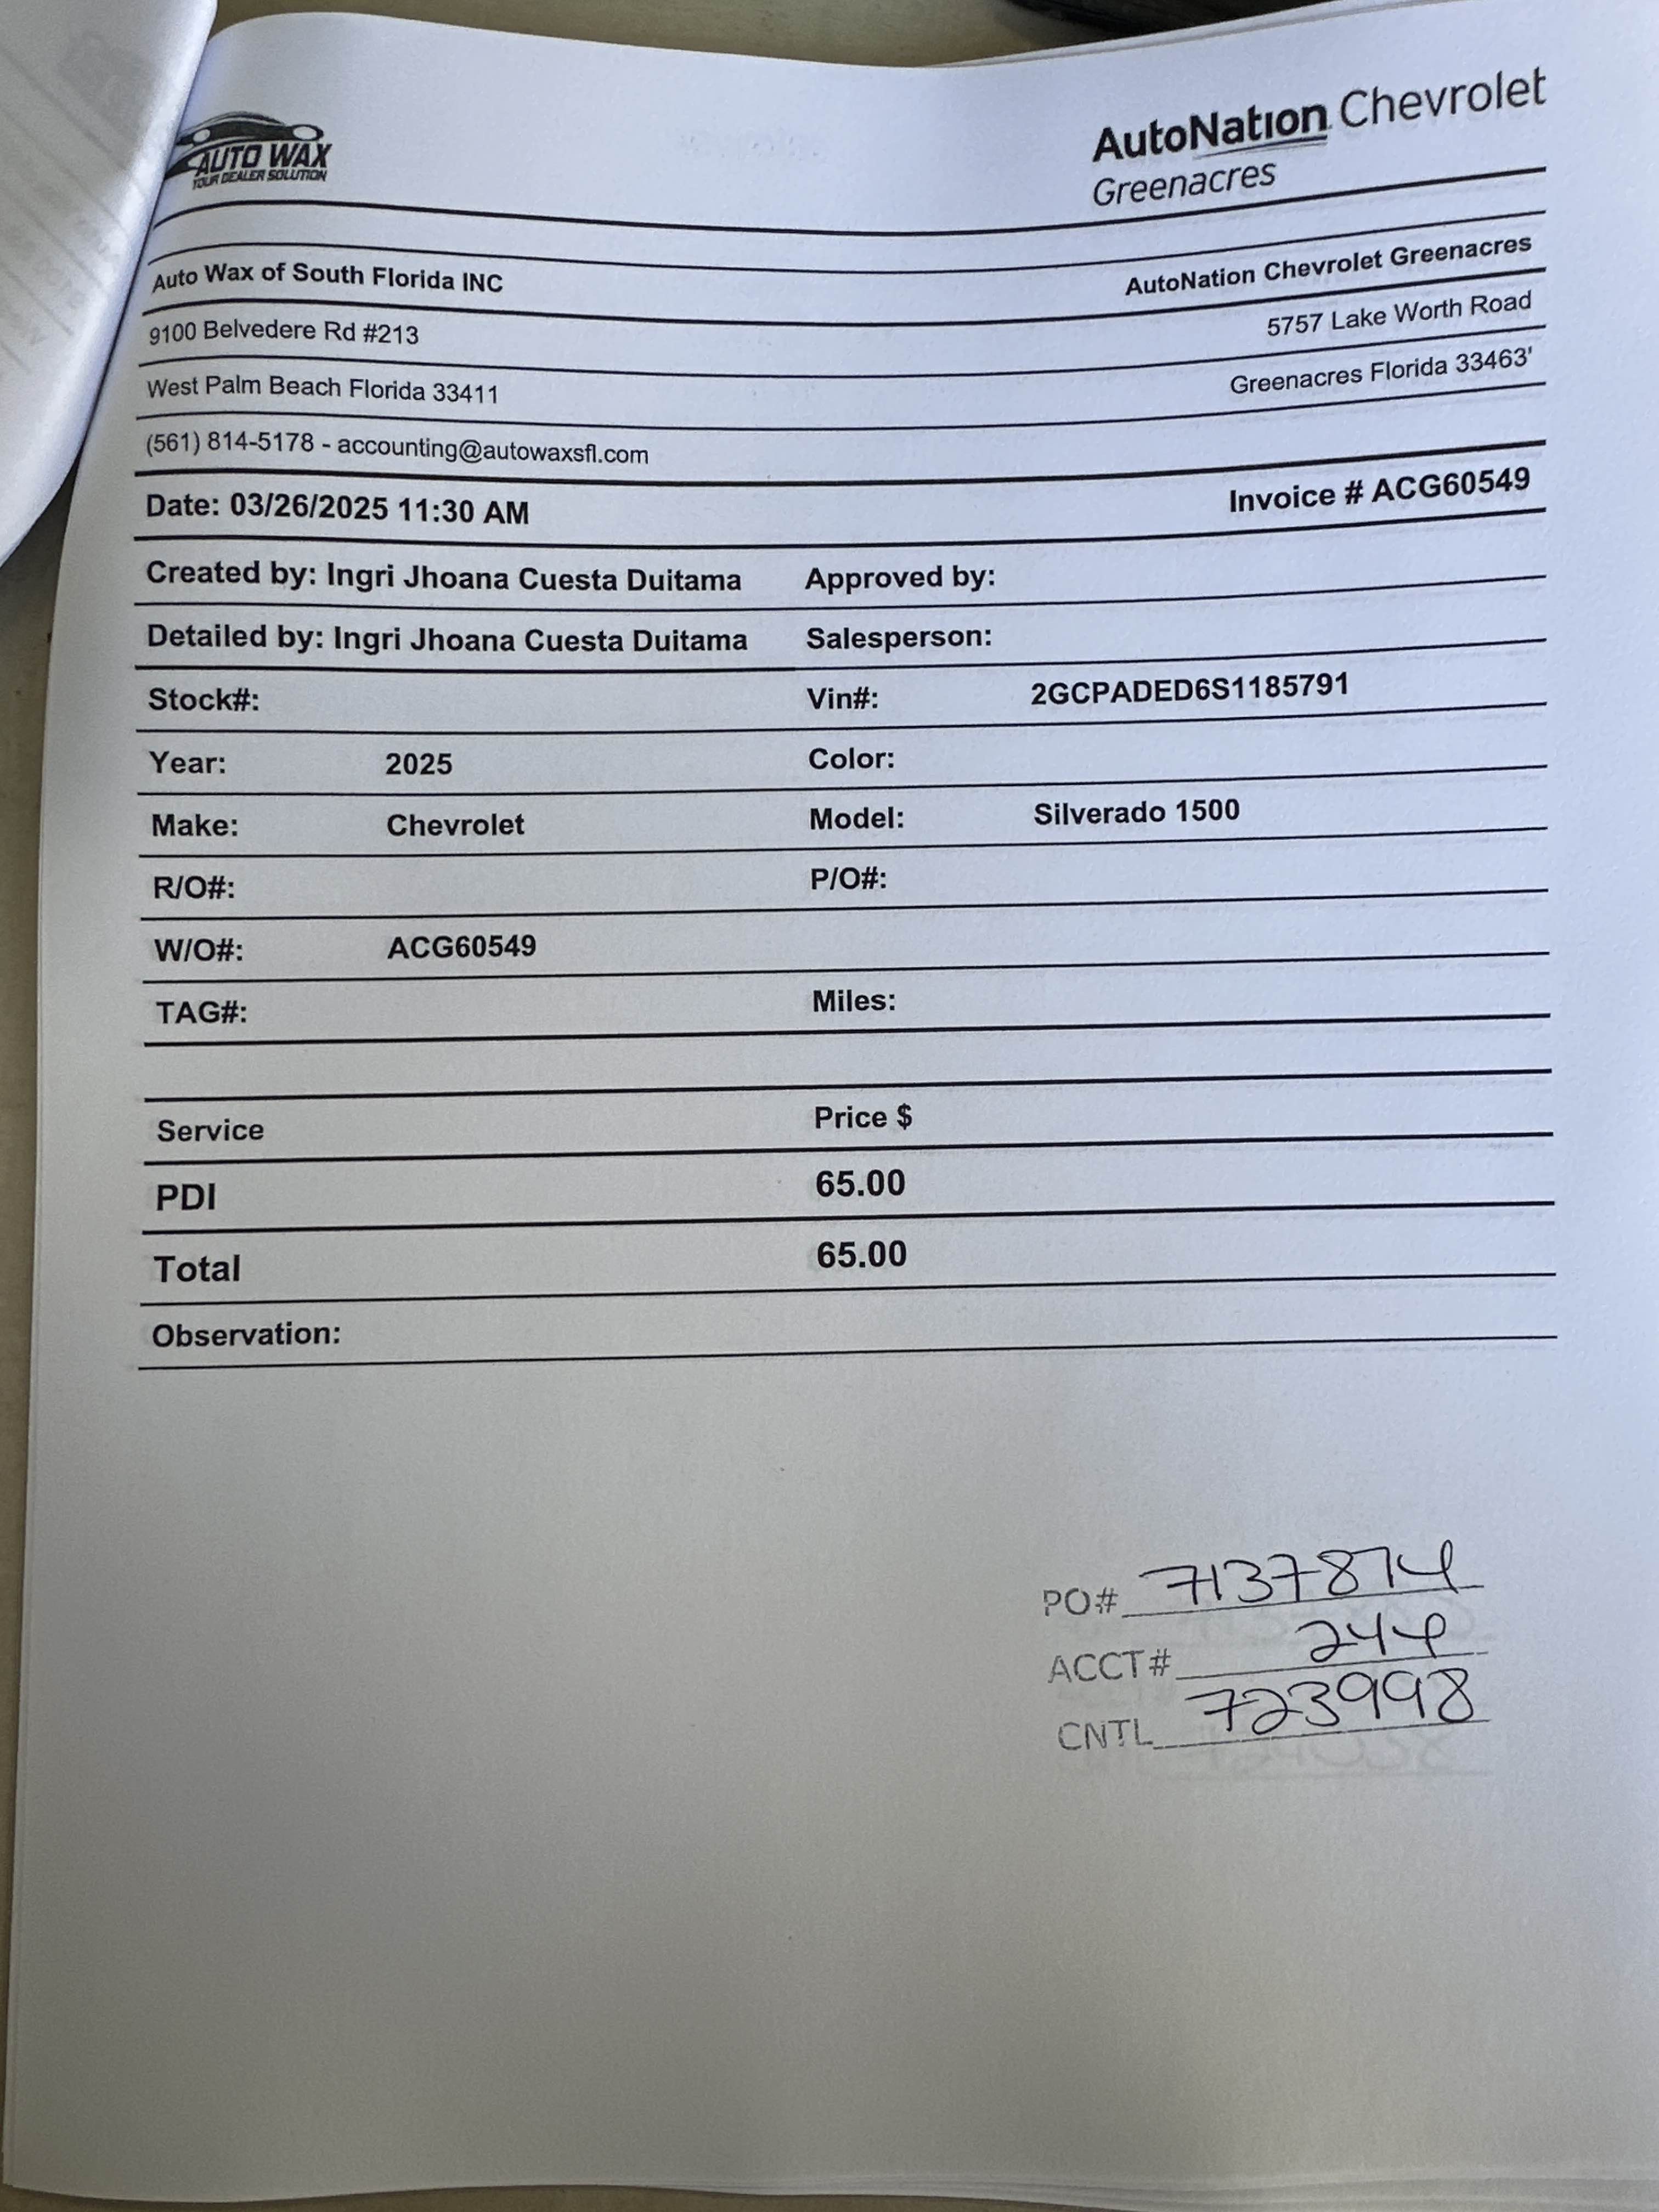 AUTO WAX
YOUR DEALER SOLUTION
AutoNation Chevrolet
Greenacres
Auto Wax of South Florida INC
AutoNation Chevrolet Greenacres
9100 Belvedere Rd #213
5757 Lake Worth Road
West Palm Beach Florida 33411
Greenacres Florida 33463'
(561) 814-5178 - accounting@autowaxsfl.com
Date: 03/26/2025 11:30 AM
Invoice # ACG60549
Created by: Ingri Jhoana Cuesta Duitama Approved by:
Detailed by: Ingri Jhoana Cuesta Duitama Salesperson:
Stock#: Vin#: 2GCPADED6S1185791
Year: 2025 Color:
Make: Chevrolet Model: Silverado 1500
R/O#: P/O#:
W/O#: ACG60549
TAG#: Miles:
Service Price $
PDI 65.00
Total 65.00
Observation:
PO# 7137874
ACCT# 244
CNTL 723998